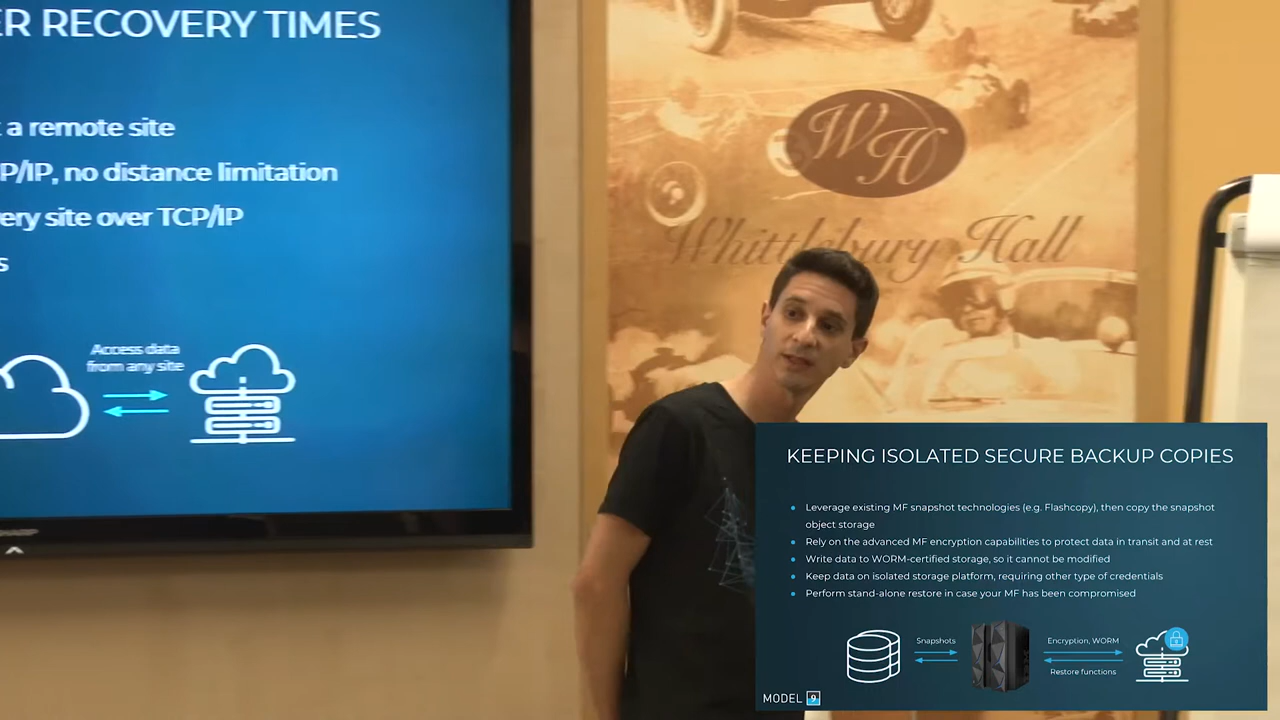 ER RECOVERY TIMES
a remote site
P/IP, no distance limitation
very site over TCP/IP
s
Access data
from any site
WH
Whittlebury Hall
KEEPING ISOLATED SECURE BACKUP COPIES
Leverage existing MF snapshot technologies (e.g. Flashcopy), then copy the snapshot
object storage
Rely on the advanced MF encryption capabilities to protect data in transit and at rest
Write data to WORM-certified storage, so it cannot be modified
Keep data on isolated storage platform, requiring other type of credentials
Perform stand-alone restore in case your MF has been compromised
Snapshots
Encryption, WORM
Restore functions
MODEL 9